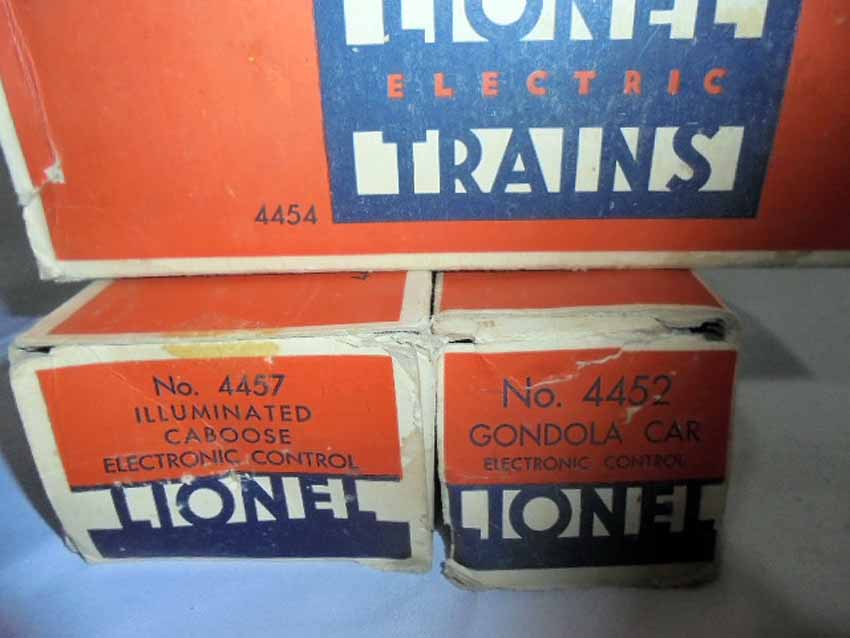 LIONEL
ELECTRIC
TRAINS
4454
No. 4457
ILLUMINATED
CABOOSE
ELECTRONIC CONTROL
LIONEL
No. 4452
GONDOLA CAR
ELECTRONIC CONTROL
LIONEL